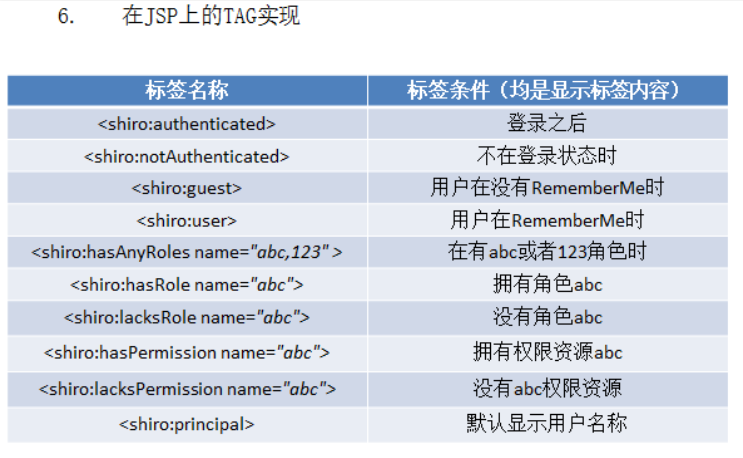 6. 在JSP上的TAG实现
标签名称 标签条件（均是显示标签内容）
<shiro:authenticated> 登录之后
<shiro:notAuthenticated> 不在登录状态时
<shiro:guest> 用户在没有RememberMe时
<shiro:user> 用户在RememberMe时
<shiro:hasAnyRoles name="abc,123" > 在有abc或者123角色时
<shiro:hasRole name="abc"> 拥有角色abc
<shiro:lacksRole name="abc"> 没有角色abc
<shiro:hasPermission name="abc"> 拥有权限资源abc
<shiro:lacksPermission name="abc"> 没有abc权限资源
<shiro:principal> 默认显示用户名称